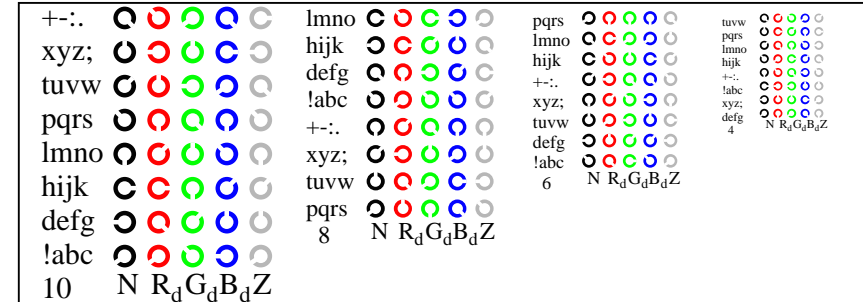 +-:.
xyz;
tuvw
pqrs
lmno
hijk
defg
!abc
10 N RdGdBdZ
lmno
hijk
defg
!abc
+-:.
xyz;
tuvw
pqrs
8 N RdGdBdZ
pqrs
lmno
hijk
+-:.
xyz;
tuvw
defg
!abc
6 N RdGdBdZ
tuvw
pqrs
lmno
hijk
+-:.
!abc
xyz;
defg
4 N RdGdBdZ